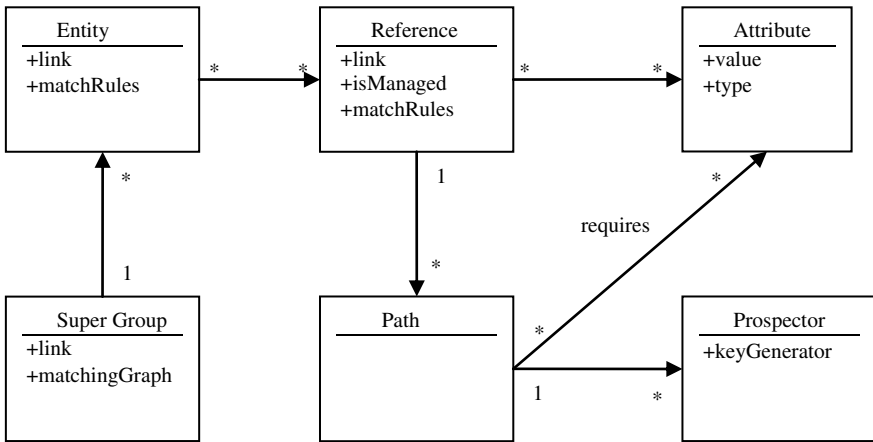 Entity
+link
+matchRules
Reference
+link
+isManaged
+matchRules
Attribute
+value
+type
*
*
*
*
*
1
*
requires
1
*
*
Super Group
+link
+matchingGraph
Path
*
1
*
Prospector
+keyGenerator